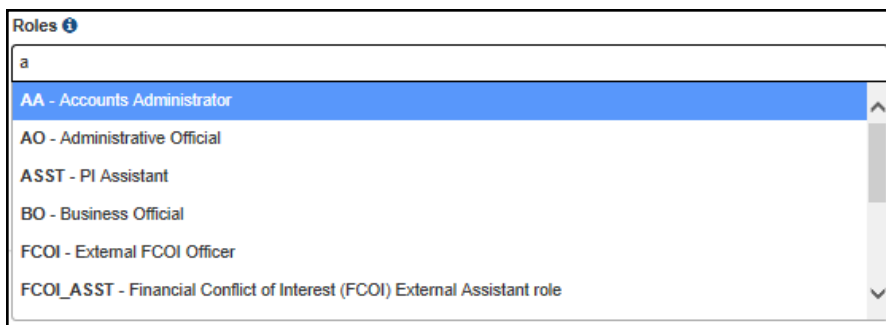 Roles
a
AA - Accounts Administrator
AO - Administrative Official
ASST - PI Assistant
BO - Business Official
FCOI - External FCOI Officer
FCOI_ASST - Financial Conflict of Interest (FCOI) External Assistant role